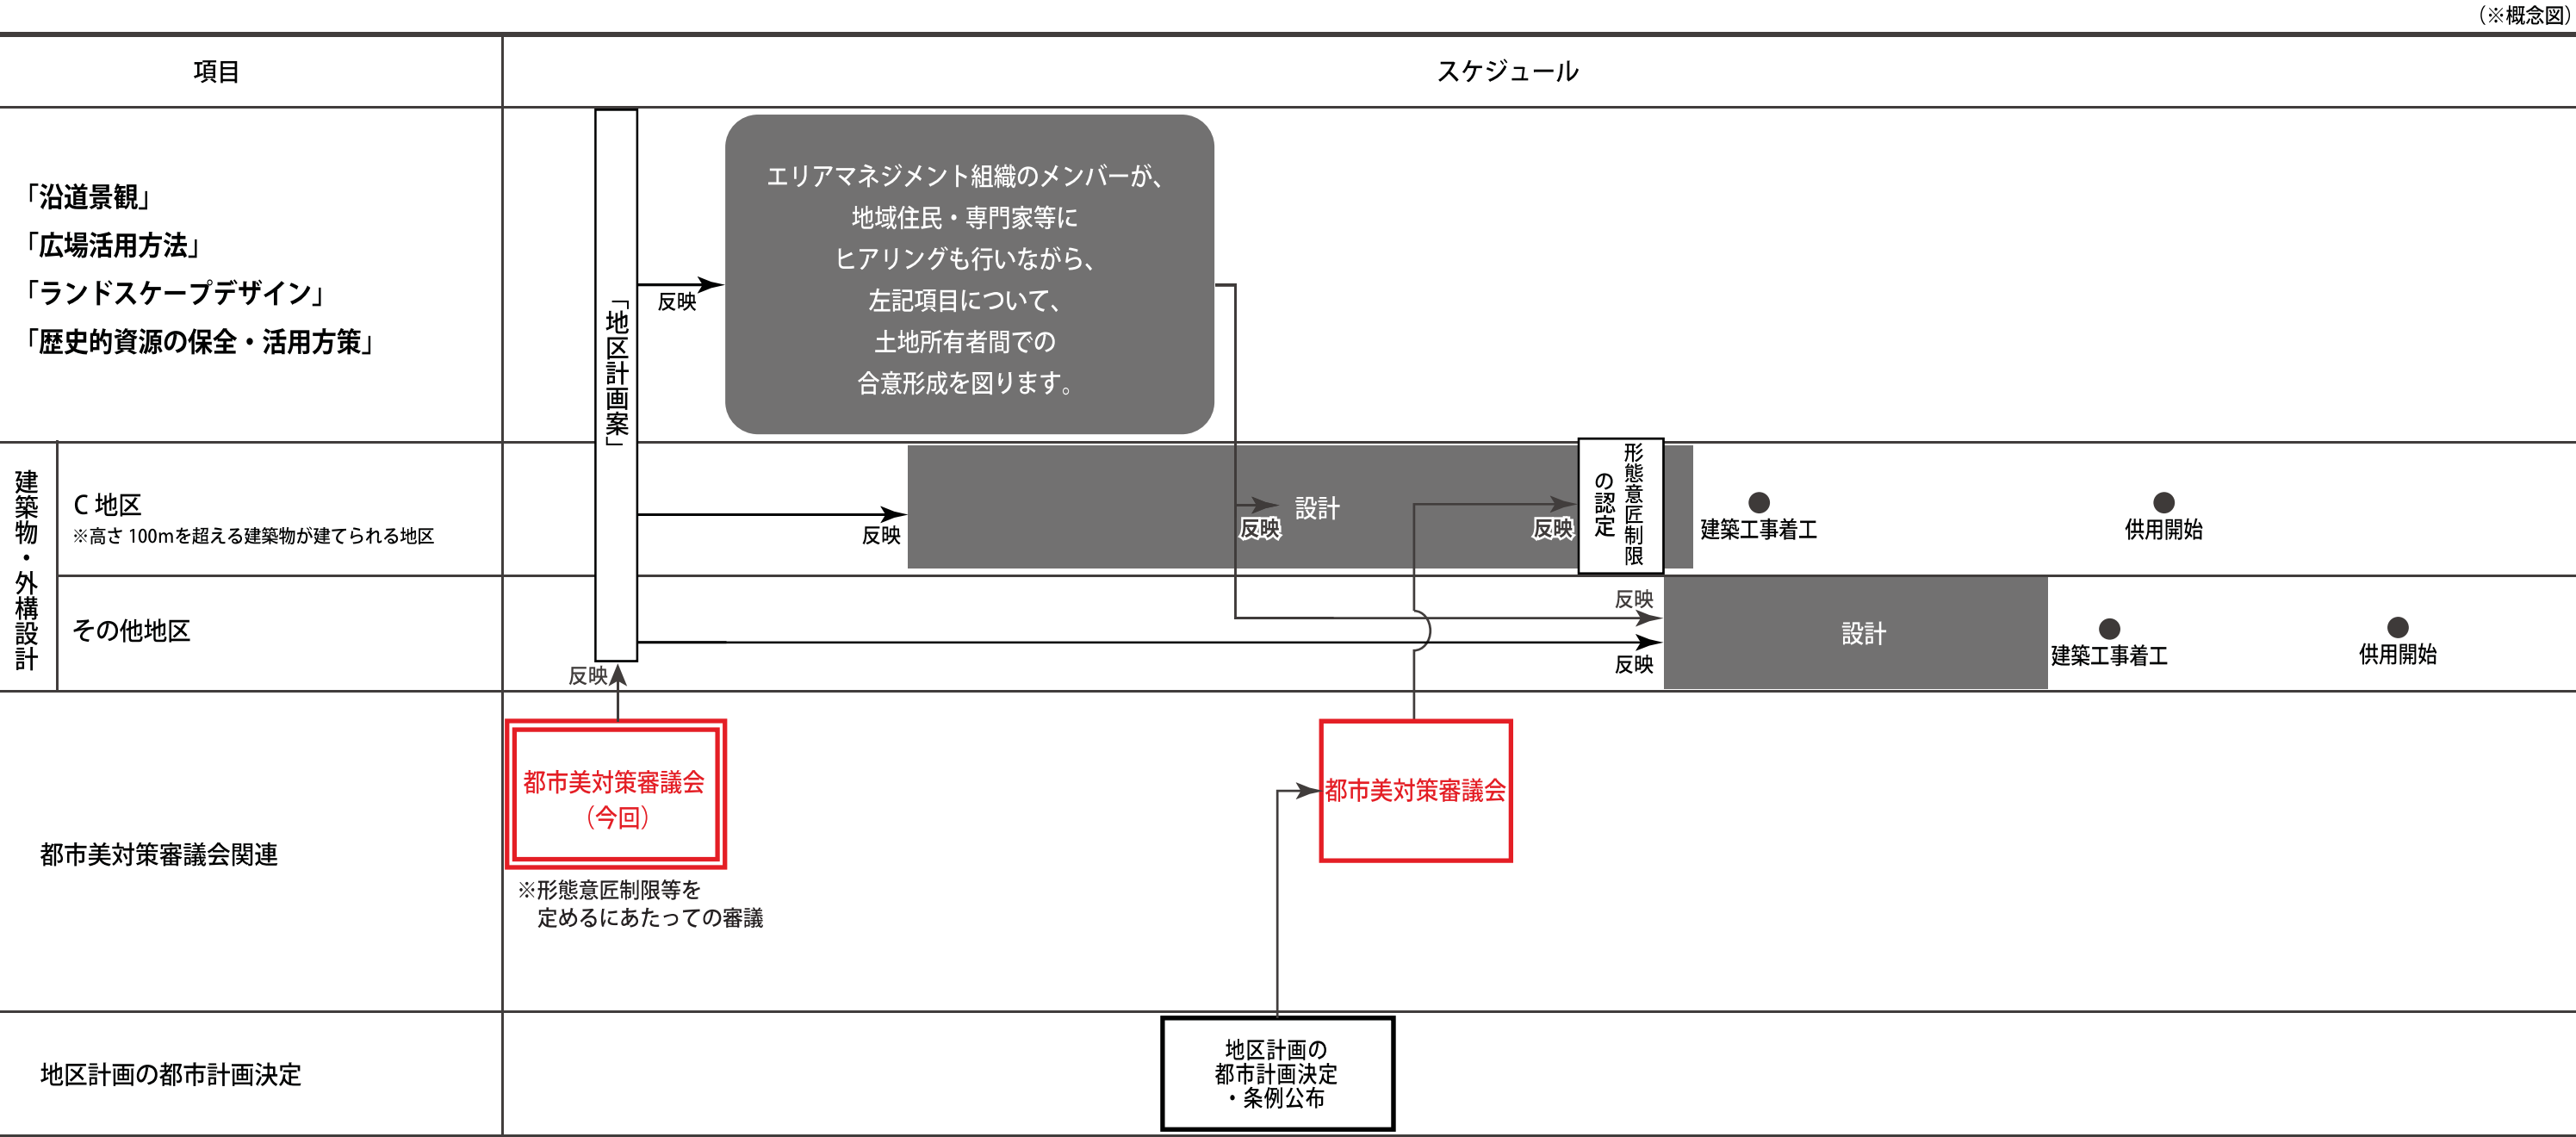 （※概念図）
項目
スケジュール
「沿道景観」
「広場活用方法」
「ランドスケープデザイン」
「歴史的資源の保全・活用方策」
「地区計画案」
反映
エリアマネジメント組織のメンバーが、
地域住民・専門家等に
ヒアリングも行いながら、
左記項目について、
土地所有者間での
合意形成を図ります。
建築物・外構設計
C 地区
※高さ 100mを超える建築物が建てられる地区
反映
設計
反映
反映
形態意匠制限
の認定
建築工事着工
供用開始
その他地区
反映
反映
設計
建築工事着工
供用開始
反映
都市美対策審議会関連
都市美対策審議会
（今回）
※形態意匠制限等を
定めるにあたっての審議
都市美対策審議会
地区計画の都市計画決定
地区計画の
都市計画決定
・条例公布